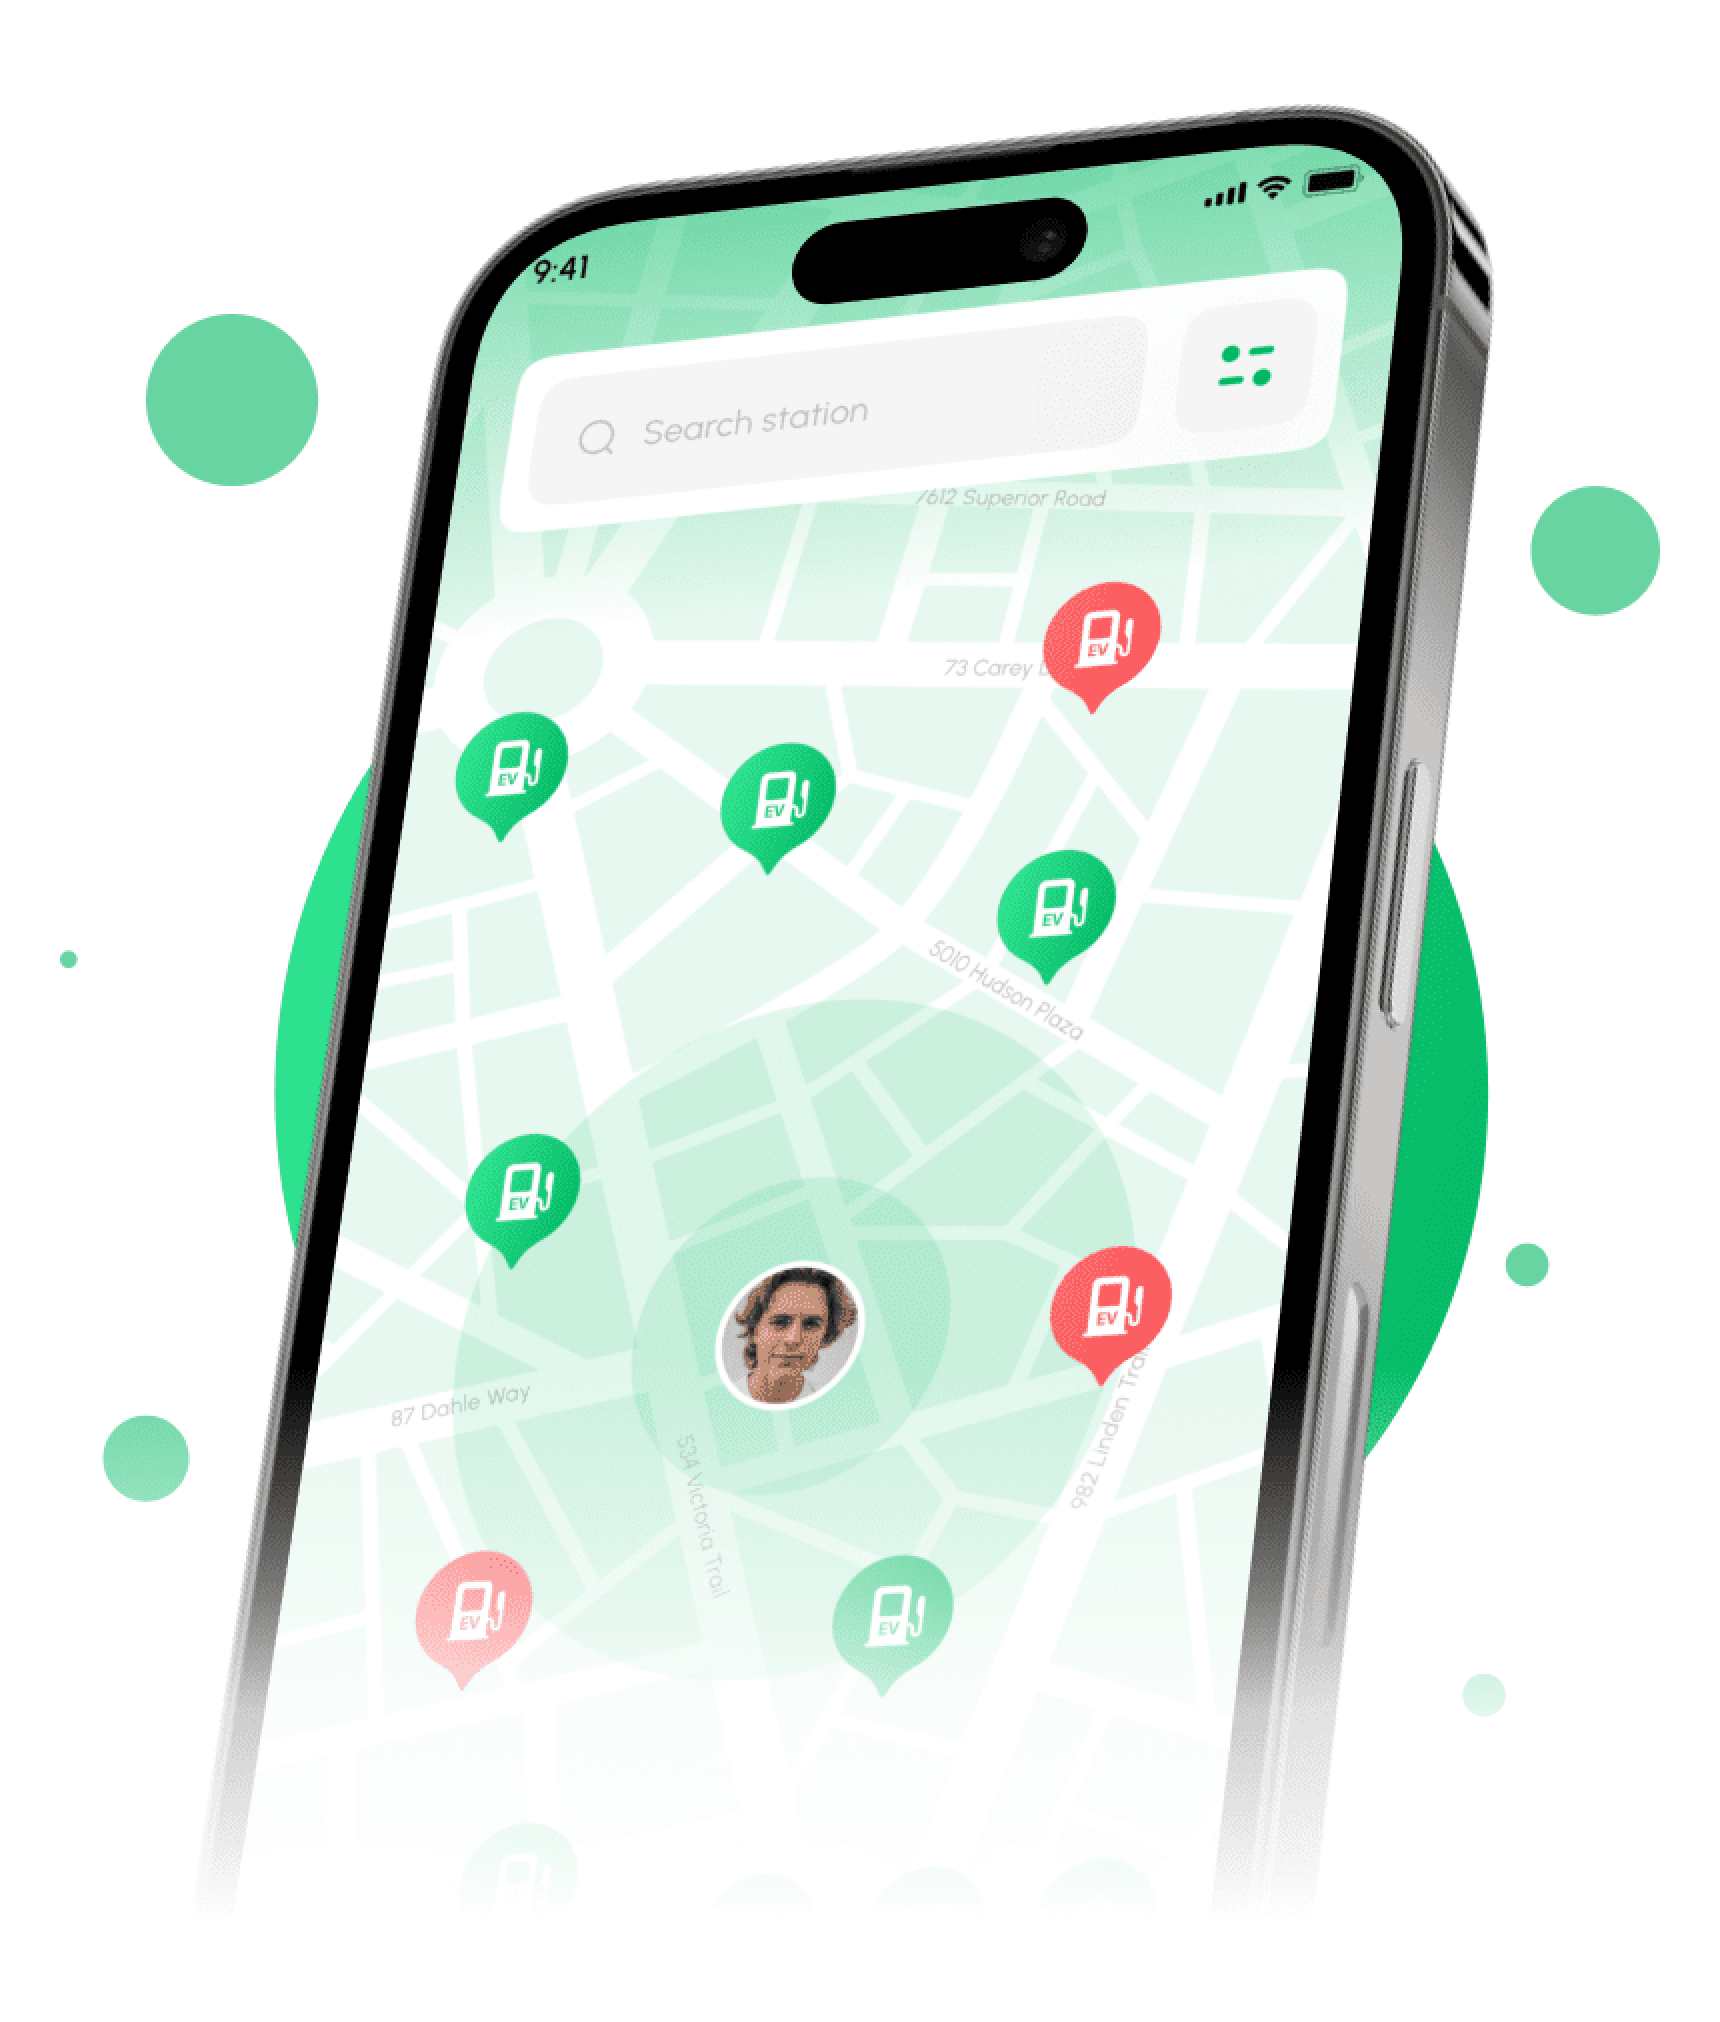 9:41
Search station
7612 Superior Road
73 Carey
EV
EV
EV
EV
5010 Hudson Plaza
EV
EV
87 Dahle Way
534 Victoria Trail
982 Linden Trail
EV
EV